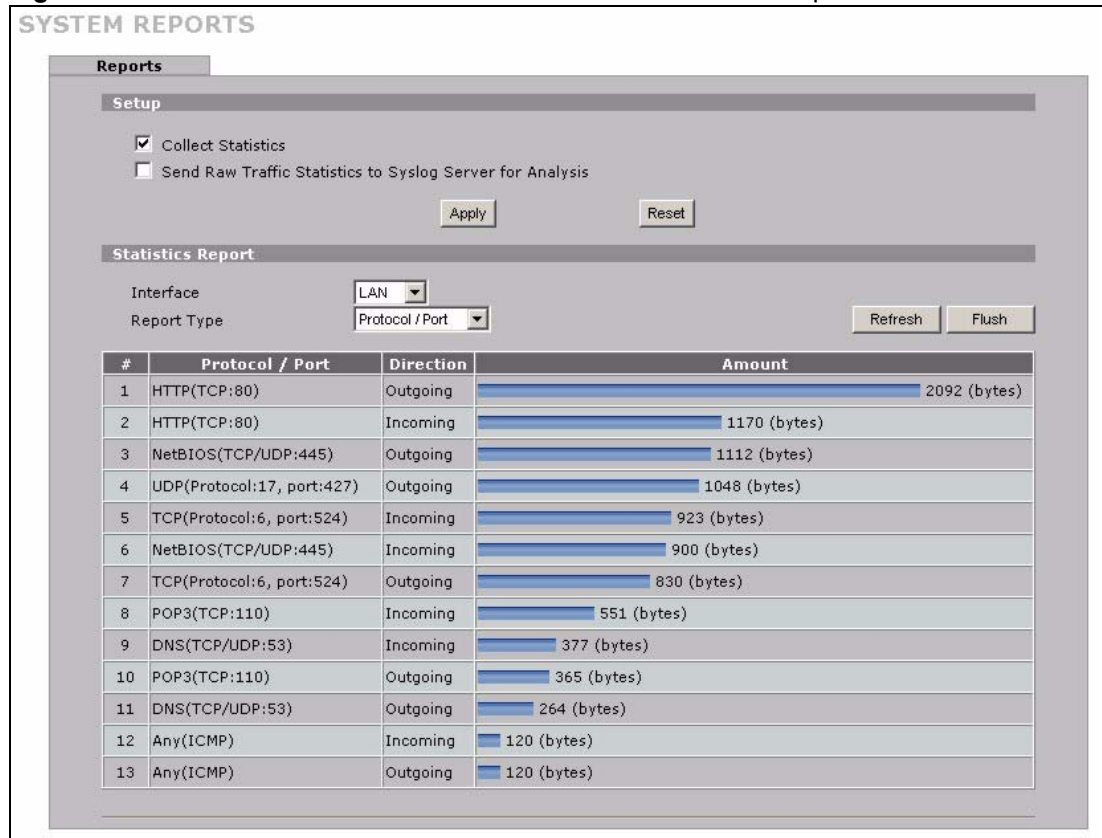 SYSTEM REPORTS
Reports
Setup
Collect Statistics
Send Raw Traffic Statistics to Syslog Server for Analysis
Apply Reset
Statistics Report
Interface LAN
Report Type Protocol / Port Refresh Flush
# Protocol / Port Direction Amount
1 HTTP(TCP:80) Outgoing 2092 (bytes)
2 HTTP(TCP:80) Incoming 1170 (bytes)
3 NetBIOS(TCP/UDP:445) Outgoing 1112 (bytes)
4 UDP(Protocol:17, port:427) Outgoing 1048 (bytes)
5 TCP(Protocol:6, port:524) Incoming 923 (bytes)
6 NetBIOS(TCP/UDP:445) Incoming 900 (bytes)
7 TCP(Protocol:6, port:524) Outgoing 830 (bytes)
8 POP3(TCP:110) Incoming 551 (bytes)
9 DNS(TCP/UDP:53) Incoming 377 (bytes)
10 POP3(TCP:110) Outgoing 365 (bytes)
11 DNS(TCP/UDP:53) Outgoing 264 (bytes)
12 Any(ICMP) Incoming 120 (bytes)
13 Any(ICMP) Outgoing 120 (bytes)